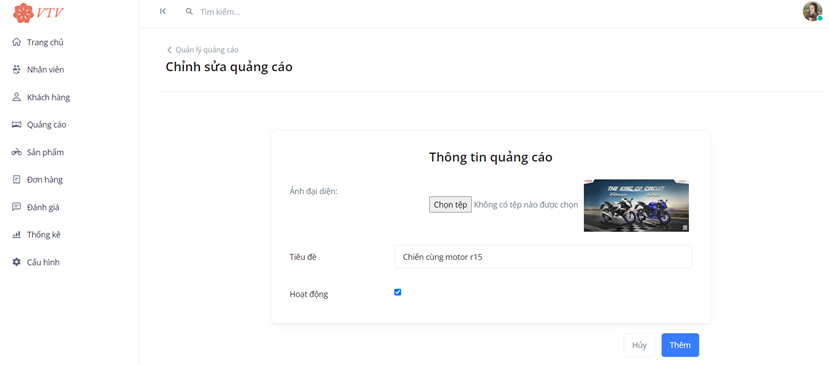 VTV
Tìm kiếm...
Trang chủ
Nhân viên
Khách hàng
Quảng cáo
Sản phẩm
Đơn hàng
Đánh giá
Thống kê
Cấu hình
Quản lý quảng cáo
Chỉnh sửa quảng cáo
Thông tin quảng cáo
Ảnh đại diện:
Chọn tệp Không có tệp nào được chọn
THE KING OF CIRCUIT
Tiêu đề
Chiến cùng motor r15
Hoạt động
Hủy
Thêm